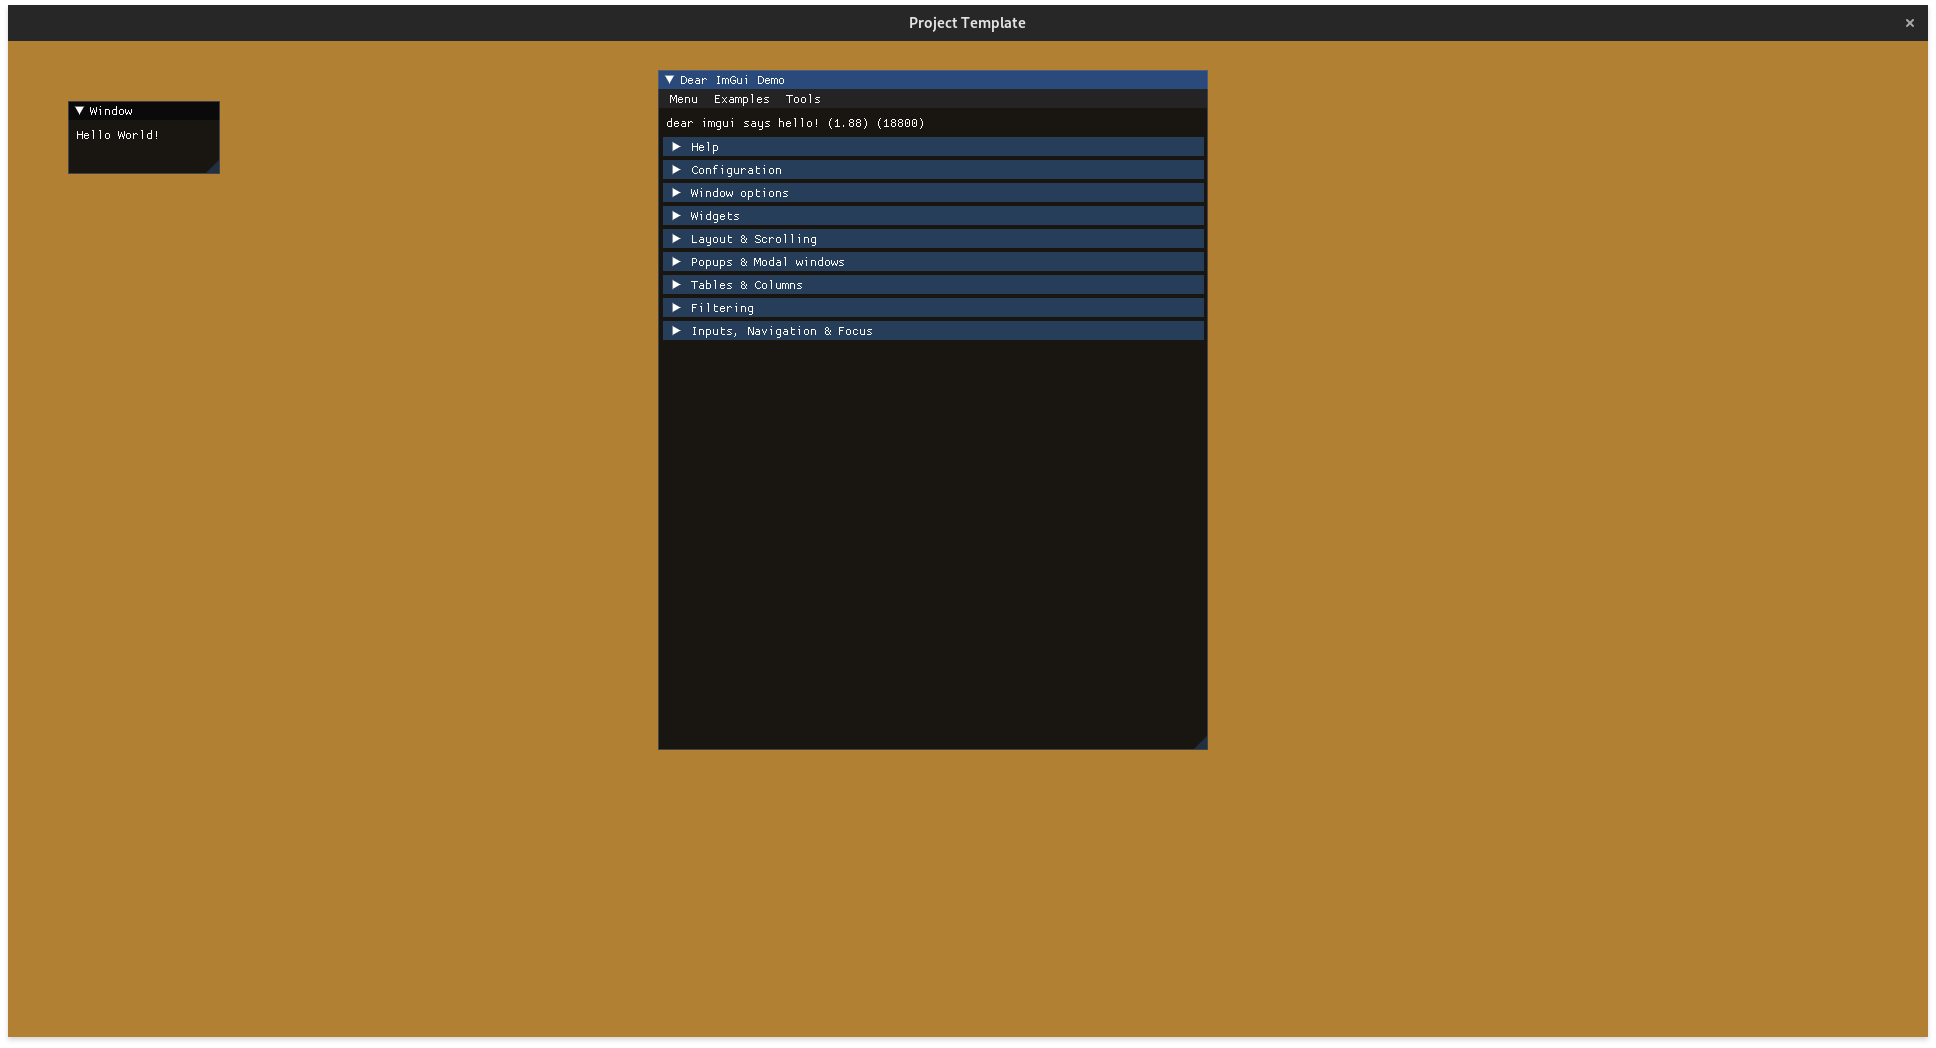 Project Template
Window
Hello World!
Dear ImGui Demo
Menu Examples Tools
dear imgui says hello! (1.88) (18800)
Help
Configuration
Window options
Widgets
Layout & Scrolling
Popups & Modal windows
Tables & Columns
Filtering
Inputs, Navigation & Focus